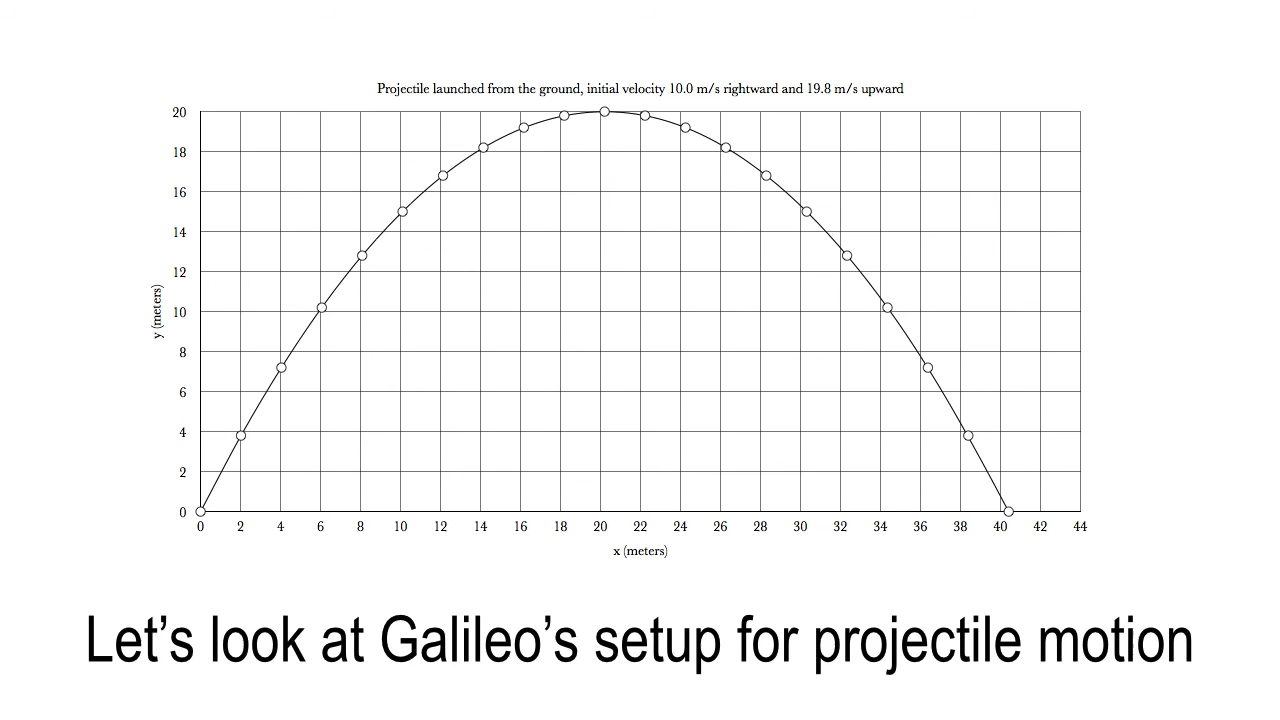 Projectile launched from the ground, initial velocity 10.0 m/s rightward and 19.8 m/s upward
20
18
16
14
12
10
8
6
4
2
0
y (meters)
0 2 4 6 8 10 12 14 16 18 20 22 24 26 28 30 32 34 36 38 40 42 44
x (meters)
Let’s look at Galileo’s setup for projectile motion